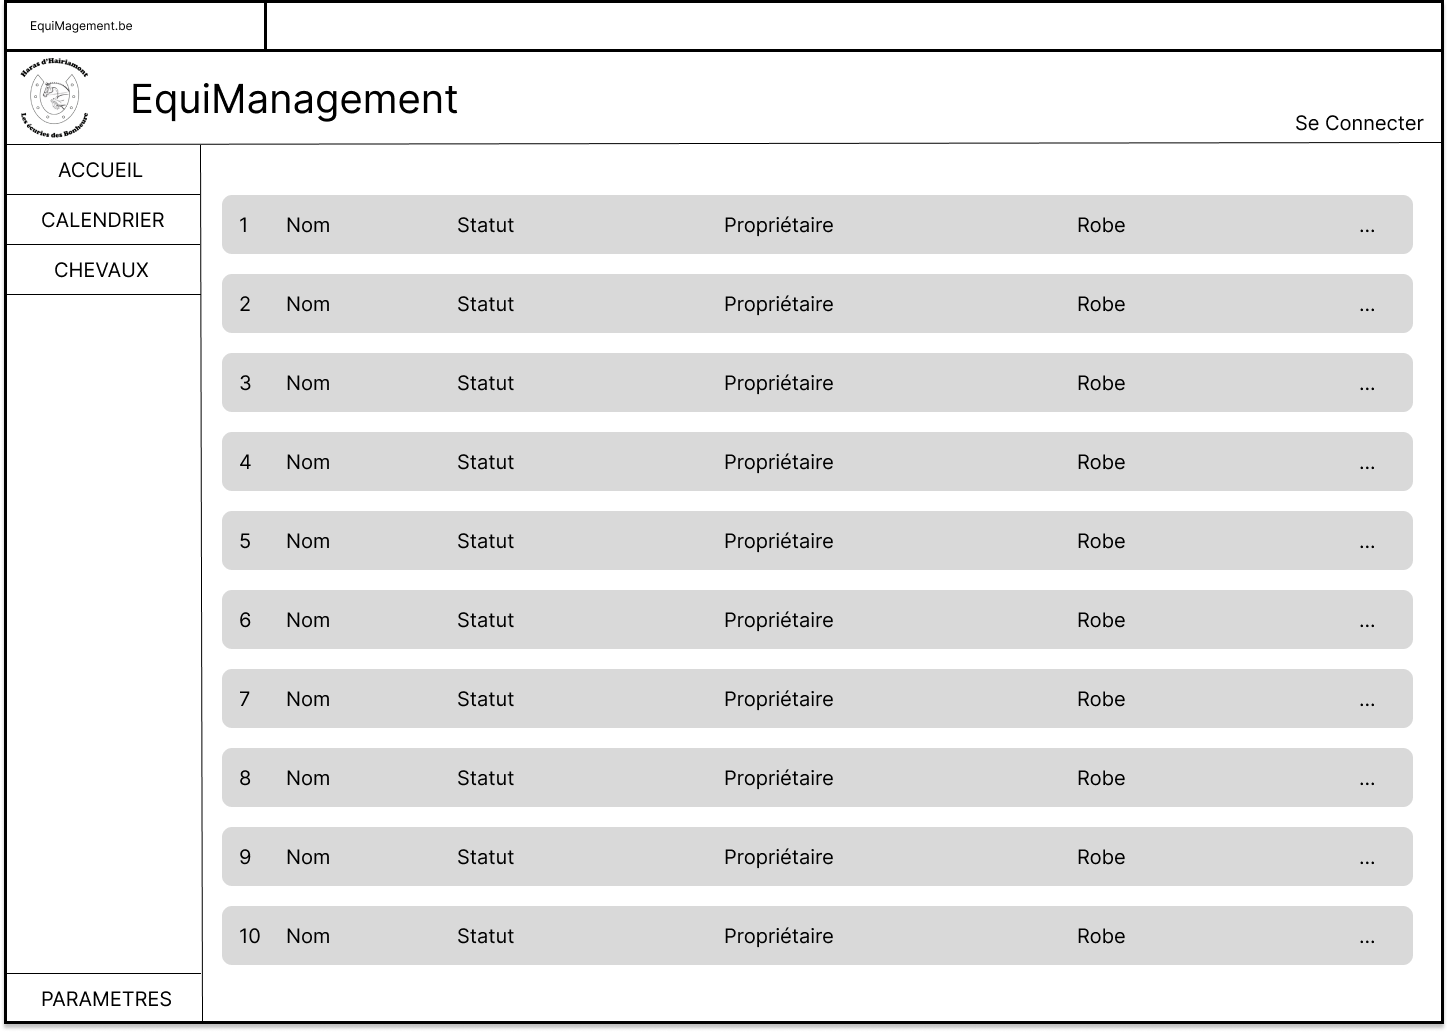 EquiMagement.be
Haras d'Hairiamont
Les écuries des Bonheurs
EquiManagement
Se Connecter
ACCUEIL
CALENDRIER
CHEVAUX
1 Nom Statut Propriétaire Robe ...
2 Nom Statut Propriétaire Robe ...
3 Nom Statut Propriétaire Robe ...
4 Nom Statut Propriétaire Robe ...
5 Nom Statut Propriétaire Robe ...
6 Nom Statut Propriétaire Robe ...
7 Nom Statut Propriétaire Robe ...
8 Nom Statut Propriétaire Robe ...
9 Nom Statut Propriétaire Robe ...
10 Nom Statut Propriétaire Robe ...
PARAMETRES